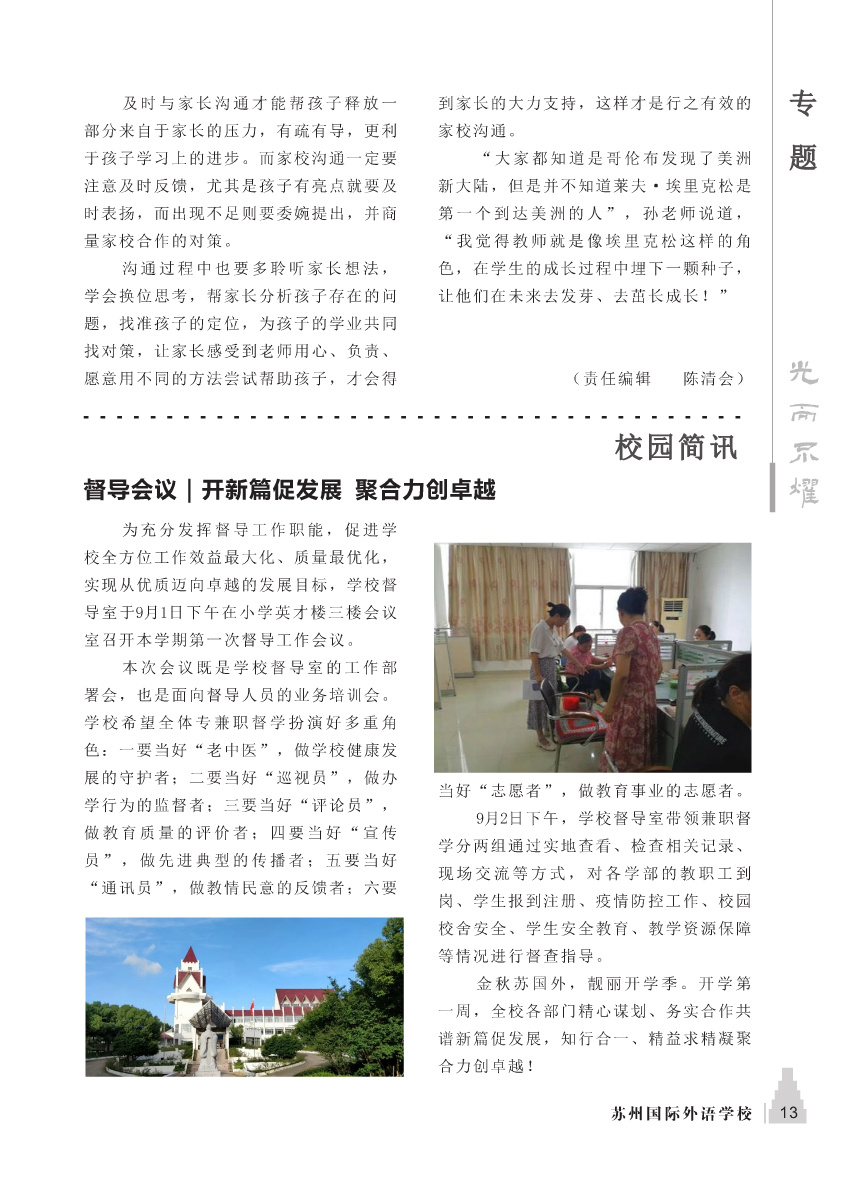 及时与家长沟通才能帮孩子释放一
部分来自于家长的压力，有疏有导，更利
于孩子学习上的进步。而家校沟通一定要
注意及时反馈，尤其是孩子有亮点就要及
时表扬，而出现不足则要委婉提出，并商
量家校合作的对策。
沟通过程中也要多聆听家长想法，
学会换位思考，帮家长分析孩子存在的问
题，找准孩子的定位，为孩子的学业共同
找对策，让家长感受到老师用心、负责、
愿意用不同的方法尝试帮助孩子，才会得
到家长的大力支持，这样才是行之有效的
家校沟通。
“大家都知道是哥伦布发现了美洲
新大陆，但是并不知道莱夫·埃里克松是
第一个到达美洲的人”，孙老师说道，
“我觉得教师就是像埃里克松这样的角
色，在学生的成长过程中埋下一颗种子，
让他们在未来去发芽、去茁长成长！”
（责任编辑　陈清会）
专题
光而不耀
校园简讯
督导会议｜开新篇促发展 聚合力创卓越
为充分发挥督导工作职能，促进学
校全方位工作效益最大化、质量最优化，
实现从优质迈向卓越的发展目标，学校督
导室于9月1日下午在小学英才楼三楼会议
室召开本学期第一次督导工作会议。
本次会议既是学校督导室的工作部
署会，也是面向督导人员的业务培训会。
学校希望全体专兼职督学扮演好多重角
色：一要当好“老中医”，做学校健康发
展的守护者；二要当好“巡视员”，做办
学行为的监督者；三要当好“评论员”，
做教育质量的评价者；四要当好“宣传
员”，做先进典型的传播者；五要当好
“通讯员”，做教情民意的反馈者；六要
当好“志愿者”，做教育事业的志愿者。
9月2日下午，学校督导室带领兼职督
学分两组通过实地查看、检查相关记录、
现场交流等方式，对各学部的教职工到
岗、学生报到注册、疫情防控工作、校园
校舍安全、学生安全教育、教学资源保障
等情况进行督查指导。
金秋苏国外，靓丽开学季。开学第
一周，全校各部门精心谋划、务实合作共
谱新篇促发展，知行合一、精益求精凝聚
合力创卓越！
苏州国际外语学校 13